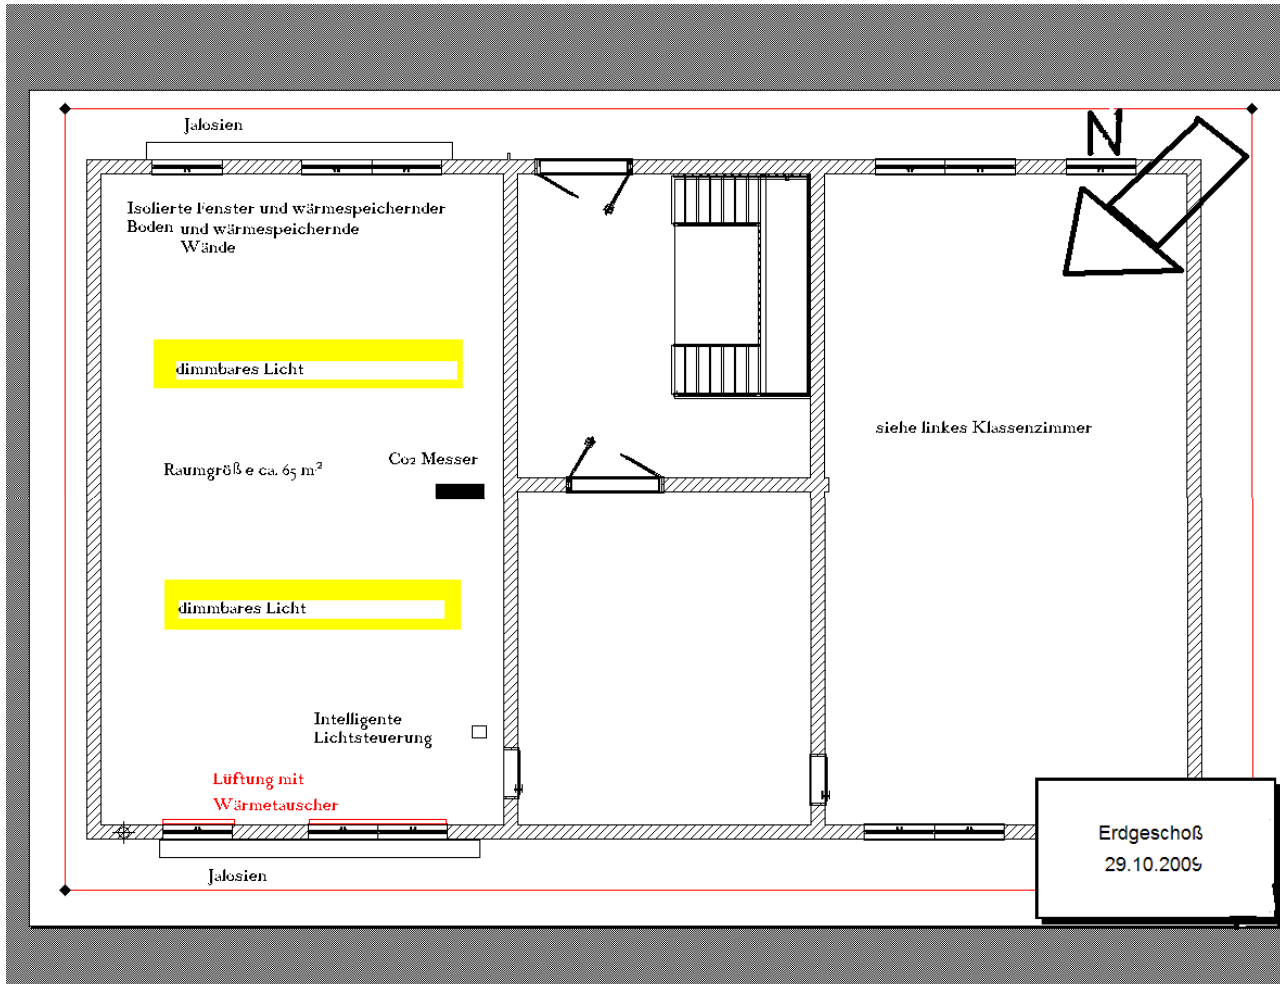 Jalosien
N
Isolierte Fenster und wärmespeichernder
Boden und wärmespeichernde
Wände
dimmbares Licht
siehe linkes Klassenzimmer
Raumgröß e ca. 65 m²
Co2 Messer
dimmbares Licht
Intelligente
Lichtsteuerung
Lüftung mit
Wärmetauscher
Jalosien
Erdgeschoß
29.10.2009